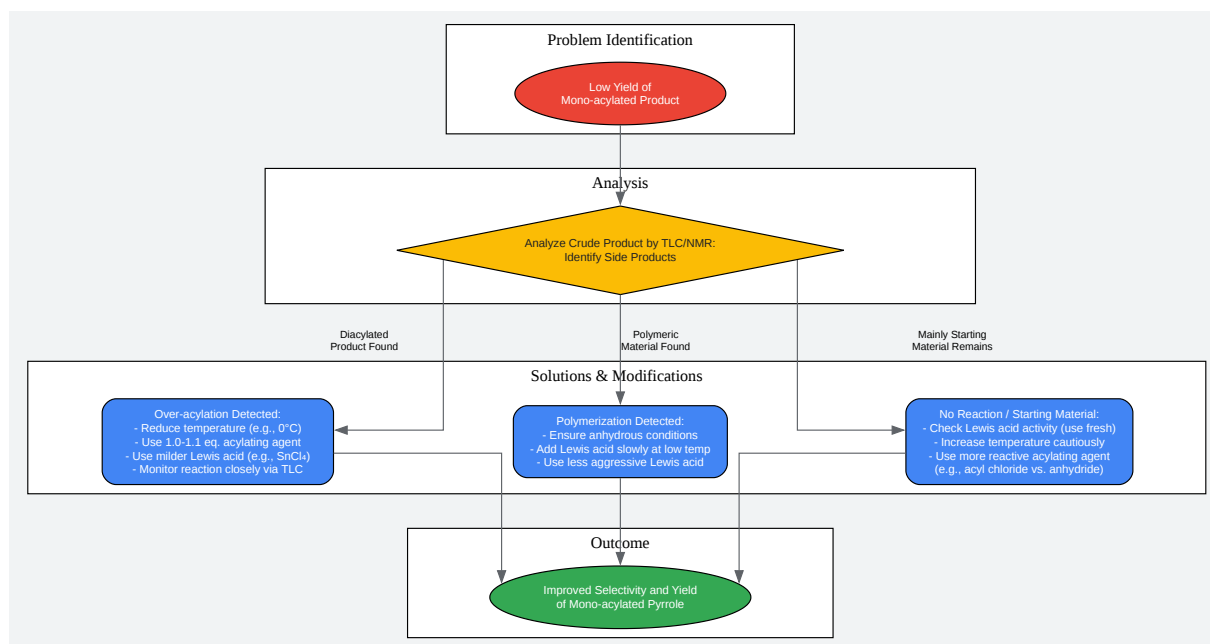 Problem Identification
Low Yield of
Mono-acylated Product
Analysis
Analyze Crude Product by TLC/NMR:
Identify Side Products
Diacylated
Product Found
Polymeric
Material Found
Mainly Starting
Material Remains
Solutions & Modifications
Over-acylation Detected:
- Reduce temperature (e.g., 0°C)
- Use 1.0-1.1 eq. acylating agent
- Use milder Lewis acid (e.g., SnCl₄)
- Monitor reaction closely via TLC
Polymerization Detected:
- Ensure anhydrous conditions
- Add Lewis acid slowly at low temp
- Use less aggressive Lewis acid
No Reaction / Starting Material:
- Check Lewis acid activity (use fresh)
- Increase temperature cautiously
- Use more reactive acylating agent
(e.g., acyl chloride vs. anhydride)
Outcome
Improved Selectivity and Yield
of Mono-acylated Pyrrole